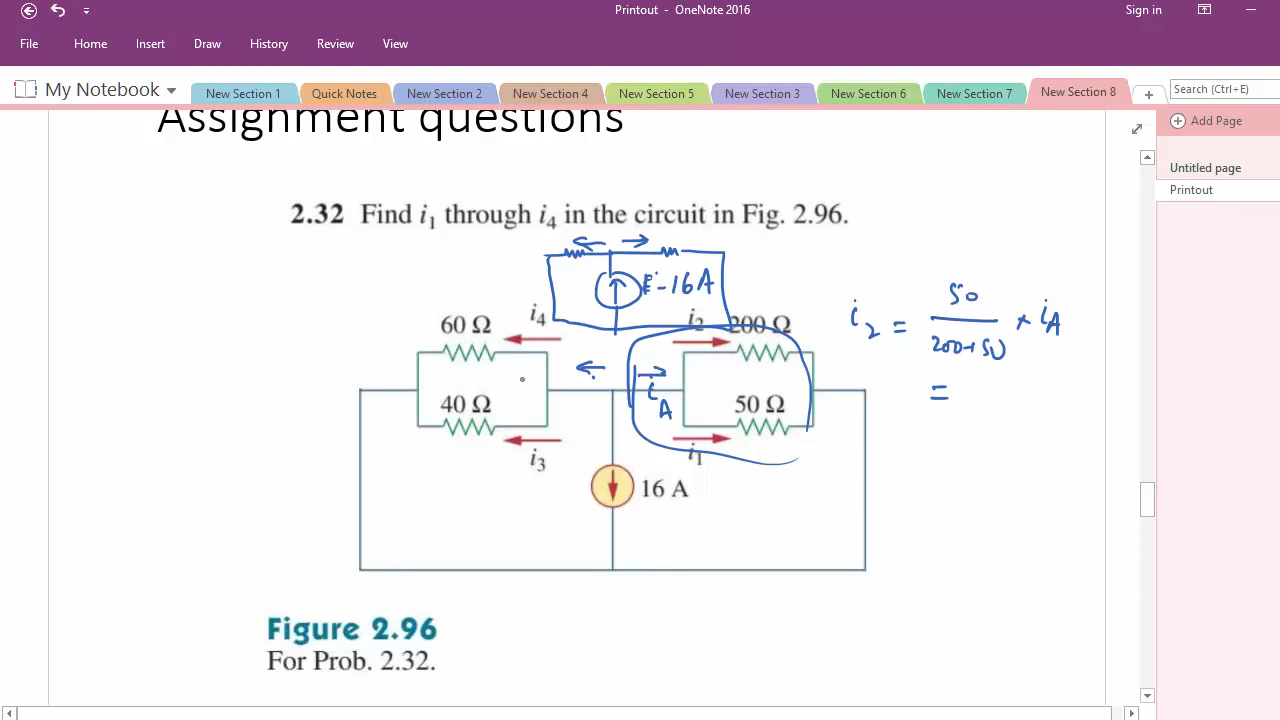 Printout - OneNote 2016
Sign in
File Home Insert Draw History Review View
My Notebook
New Section 1 Quick Notes New Section 2 New Section 4 New Section 5 New Section 3 New Section 6 New Section 7 New Section 8
Search (Ctrl+E)
Add Page
Untitled page
Printout
Assignment questions
2.32 Find i₁ through i₄ in the circuit in Fig. 2.96.
-16A
60 Ω
i₄
i₂
200 Ω
40 Ω
i₃
i_A
50 Ω
i₁
16 A
i₂ = 50/(200+50) × i_A
=
Figure 2.96
For Prob. 2.32.